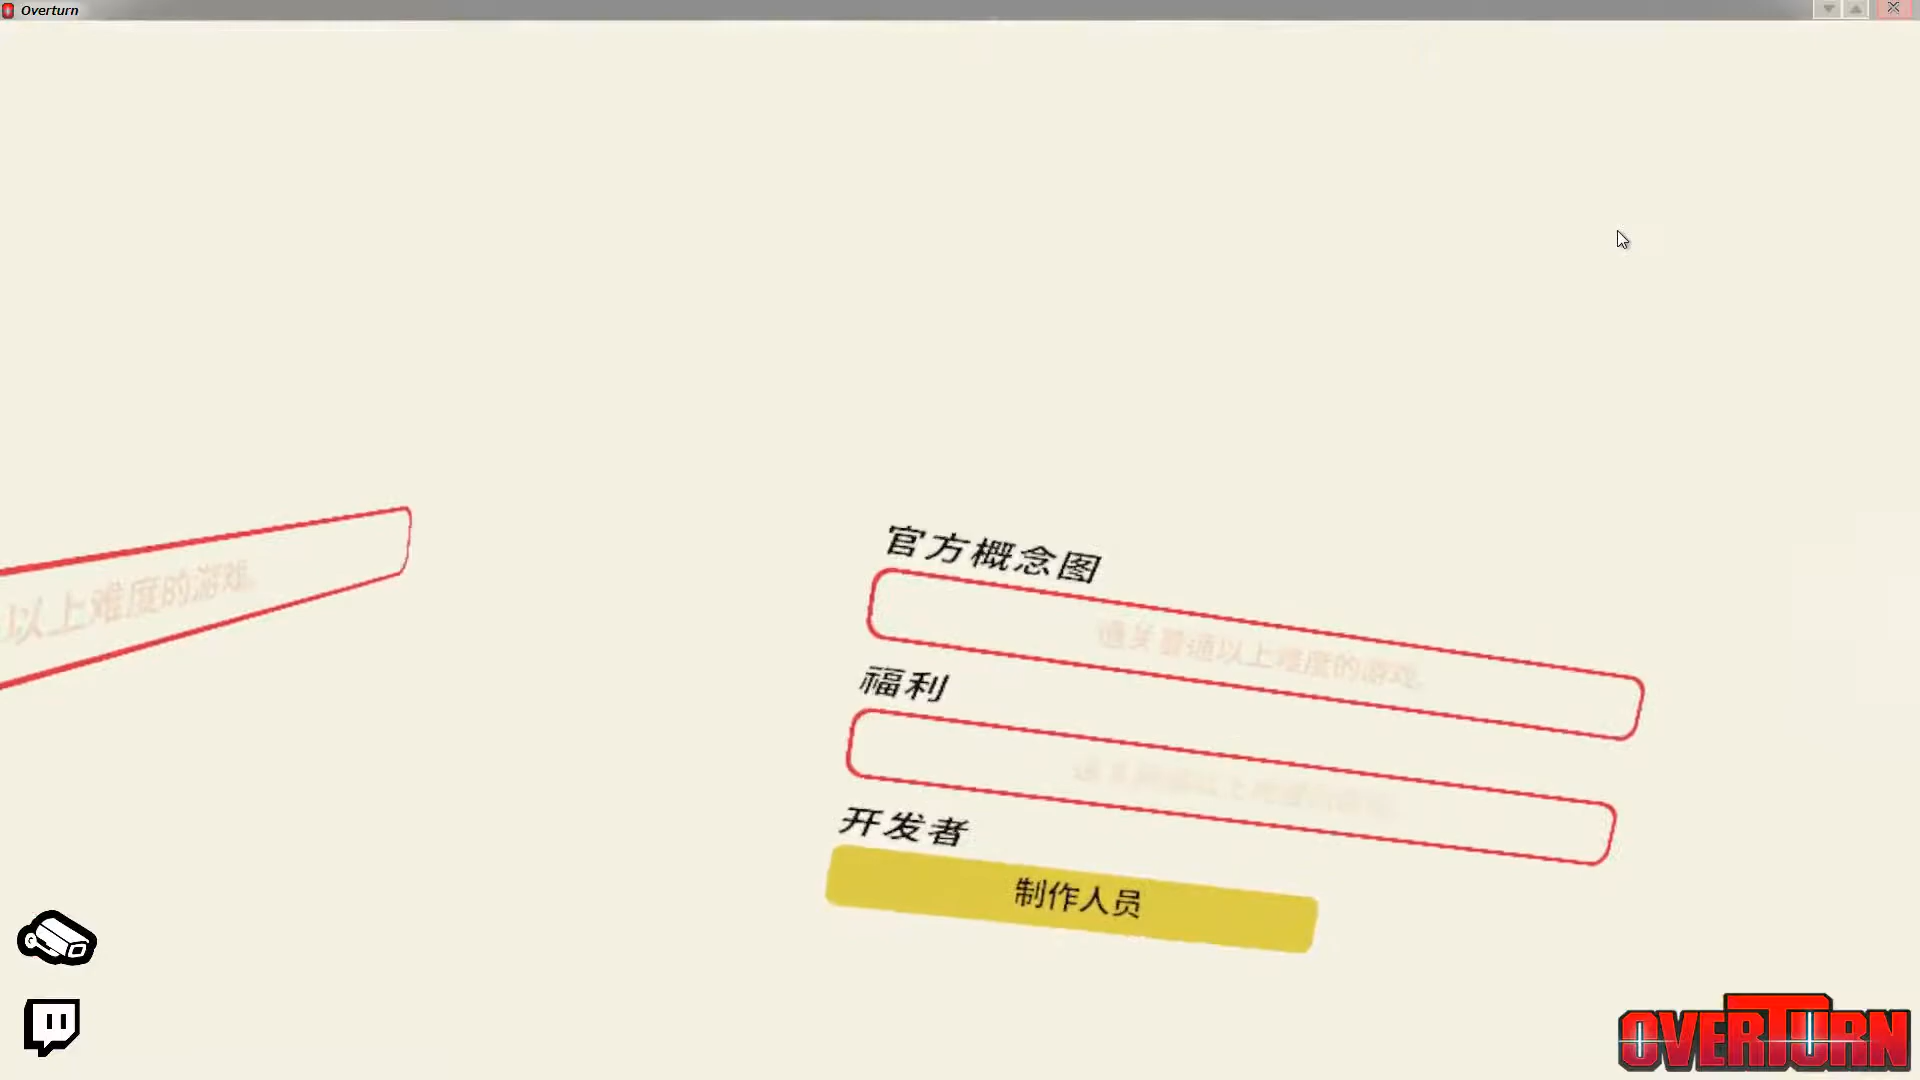 Overturn
以上难度的游戏.
官方概念图
通关普通以上难度的游戏.
福利
开发者
制作人员
OVERTURN